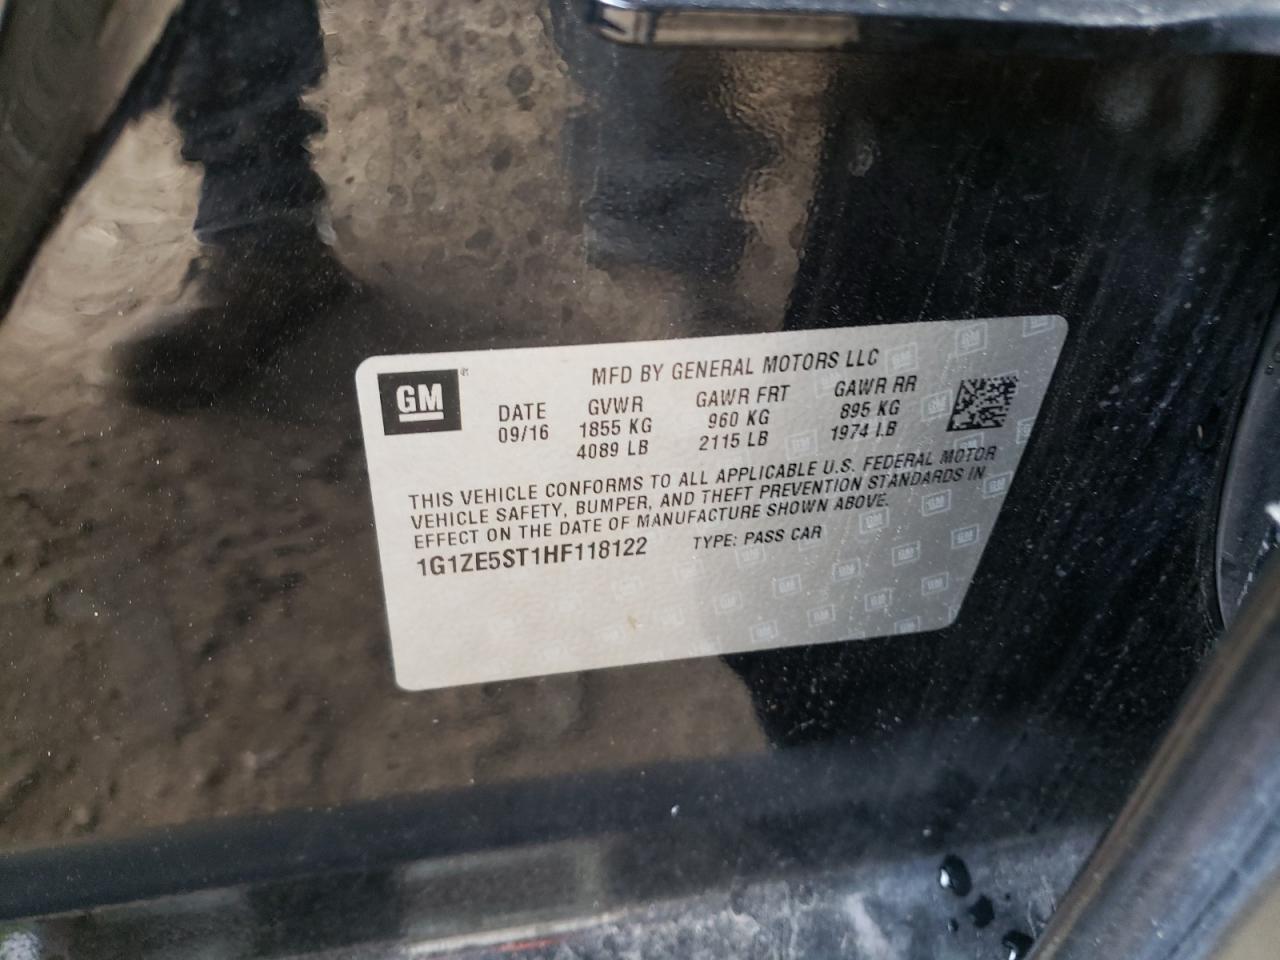 GM
MFD BY GENERAL MOTORS LLC
DATE GVWR GAWR FRT GAWR RR
09/16 1855 KG 960 KG 895 KG
4089 LB 2115 LB 1974 LB
THIS VEHICLE CONFORMS TO ALL APPLICABLE U.S. FEDERAL MOTOR
VEHICLE SAFETY, BUMPER, AND THEFT PREVENTION STANDARDS IN
EFFECT ON THE DATE OF MANUFACTURE SHOWN ABOVE.
1G1ZE5ST1HF118122 TYPE: PASS CAR